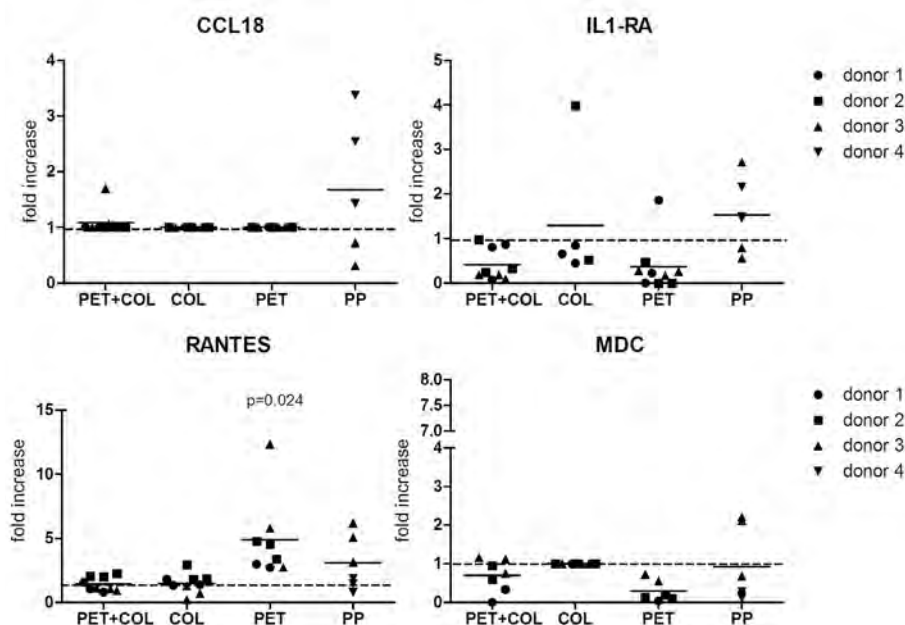 CCL18
fold increase
4
3
2
1
0
PET+COL COL PET PP
IL1-RA
fold increase
5
4
3
2
1
0
PET+COL COL PET PP
donor 1
donor 2
donor 3
donor 4
RANTES
p=0.024
fold increase
15
10
5
0
PET+COL COL PET PP
MDC
fold increase
8.0
7.5
7.0
4
3
2
1
0
PET+COL COL PET PP
donor 1
donor 2
donor 3
donor 4